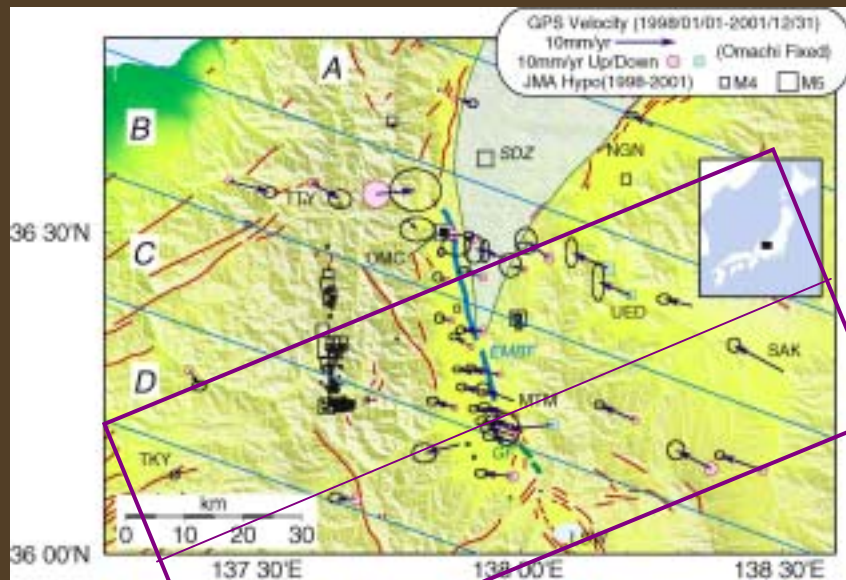 GPS Velocity (1998/01/01-2001/12/31)
10mm/yr
(Omachi Fixed)
10mm/yr Up/Down
JMA Hypo(1998-2001) M4 M5
A
B
SDZ
NGN
TTY
36 30'N
C
OMC
UED
EMBF
SAK
D
MTM
TKY
GF
km
0 10 20 30
36 00'N
137 30'E
138 00'E
138 30'E